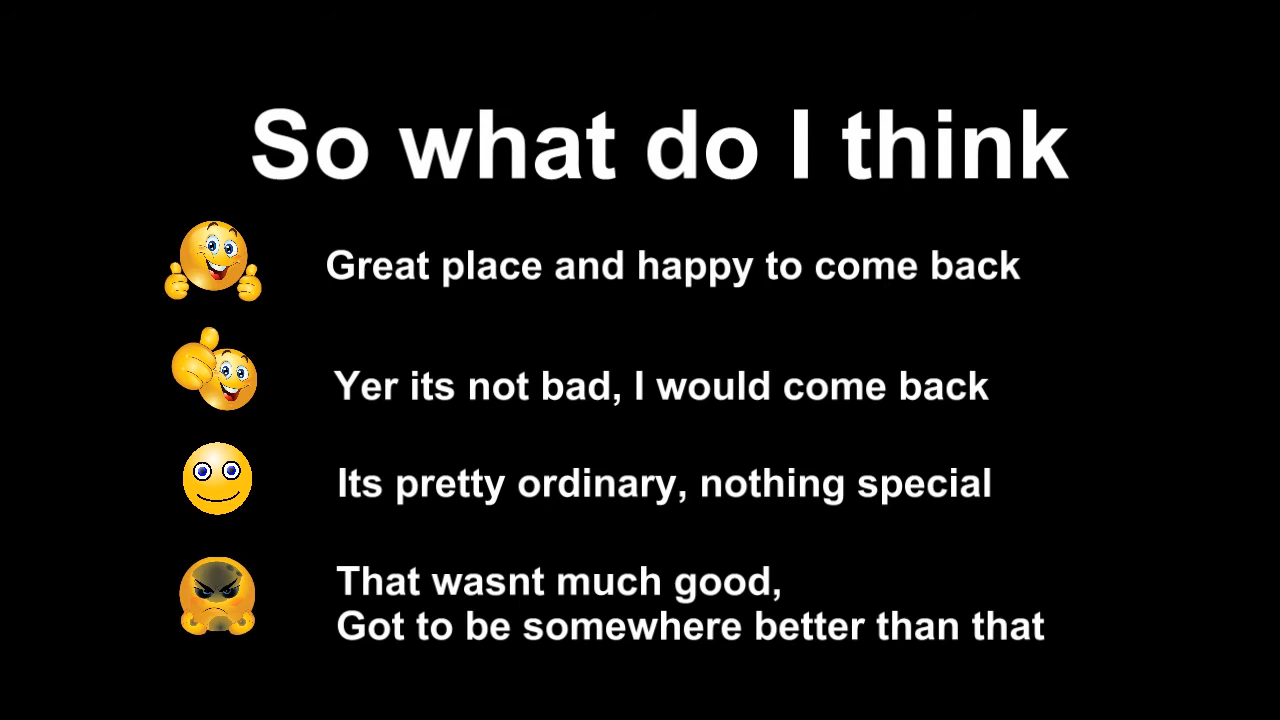 So what do I think
Great place and happy to come back
Yer its not bad, I would come back
Its pretty ordinary, nothing special
That wasnt much good,
Got to be somewhere better than that